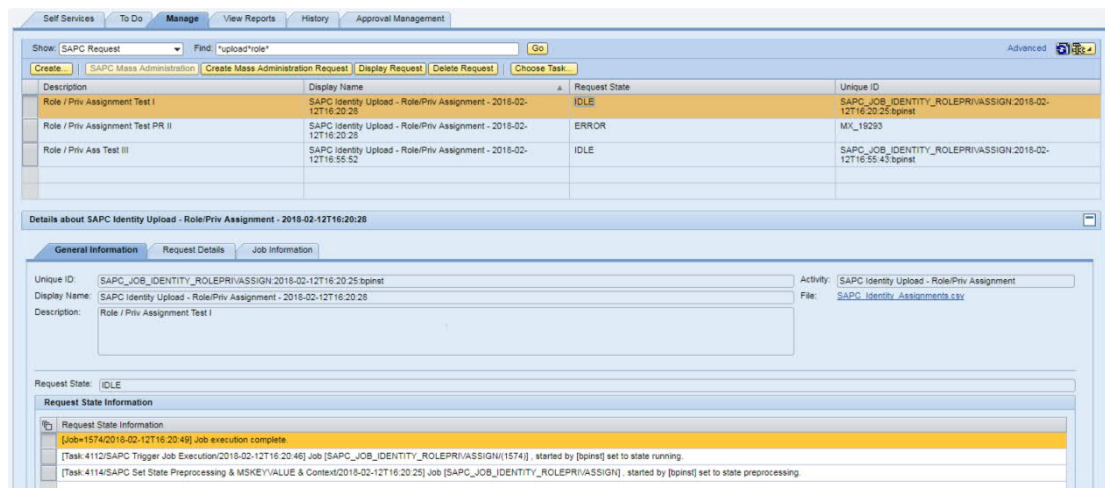 Self Services To Do Manage View Reports History Approval Management
Show: SAPC Request Find: *upload*role* Go Advanced
Create... SAPC Mass Administration Create Mass Administration Request Display Request Delete Request Choose Task...
Description Display Name Request State Unique ID
Role / Priv Assignment Test I SAPC Identity Upload - Role/Priv Assignment - 2018-02-12T16:20:28 IDLE SAPC_JOB_IDENTITY_ROLEPRIVASSIGN:2018-02-12T16:20:25:bpinst
Role / Priv Assignment Test PR II SAPC Identity Upload - Role/Priv Assignment - 2018-02-12T16:20:28 ERROR MX_19293
Role / Priv Ass Test III SAPC Identity Upload - Role/Priv Assignment - 2018-02-12T16:55:52 IDLE SAPC_JOB_IDENTITY_ROLEPRIVASSIGN:2018-02-12T16:55:43:bpinst
Details about SAPC Identity Upload - Role/Priv Assignment - 2018-02-12T16:20:28
General Information Request Details Job Information
Unique ID: SAPC_JOB_IDENTITY_ROLEPRIVASSIGN:2018-02-12T16:20:25:bpinst Activity: SAPC Identity Upload - Role/Priv Assignment
Display Name: SAPC Identity Upload - Role/Priv Assignment - 2018-02-12T16:20:28 File: SAPC_Identity_Assignments.csv
Description: Role / Priv Assignment Test I
Request State: IDLE
Request State Information
Request State Information
[Job=1574/2018-02-12T16:20:49] Job execution complete.
[Task:4112/SAPC Trigger Job Execution/2018-02-12T16:20:46] Job [SAPC_JOB_IDENTITY_ROLEPRIVASSIGN/(1574)] , started by [bpinst] set to state running.
[Task:4114/SAPC Set State Preprocessing & MSKEYVALUE & Context/2018-02-12T16:20:25] Job [SAPC_JOB_IDENTITY_ROLEPRIVASSIGN] , started by [bpinst] set to state preprocessing.